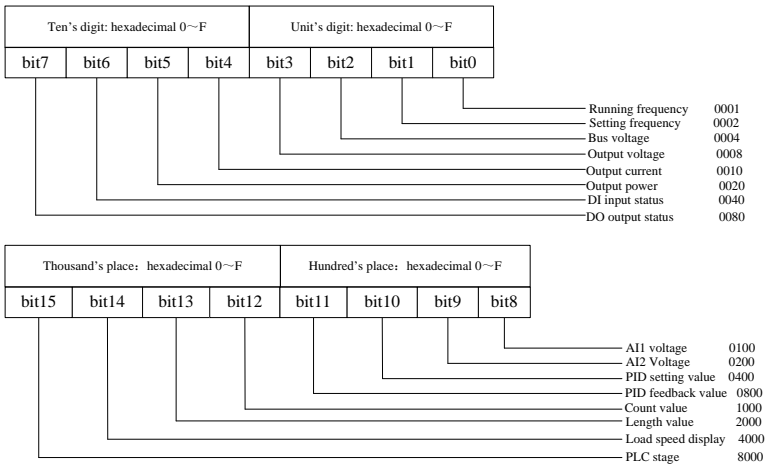 Ten's digit: hexadecimal 0～F Unit's digit: hexadecimal 0～F
bit7 bit6 bit5 bit4 bit3 bit2 bit1 bit0
Running frequency 0001
Setting frequency 0002
Bus voltage 0004
Output voltage 0008
Output current 0010
Output power 0020
DI input status 0040
DO output status 0080
Thousand's place：hexadecimal 0～F Hundred's place：hexadecimal 0～F
bit15 bit14 bit13 bit12 bit11 bit10 bit9 bit8
AI1 voltage 0100
AI2 Voltage 0200
PID setting value 0400
PID feedback value 0800
Count value 1000
Length value 2000
Load speed display 4000
PLC stage 8000